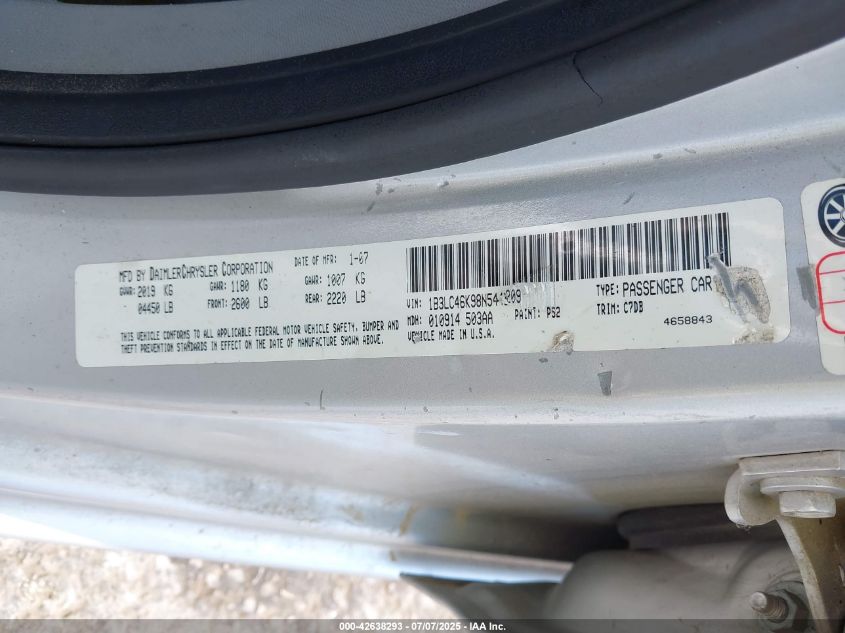 MFD BY DAIMLERCHRYSLER CORPORATION
DATE OF MFR: 1-07
GVWR: 2019 KG
GAWR: 1180 KG
GAWR: 1007 KG
04450 LB
FRONT: 2600 LB
REAR: 2220 LB
THIS VEHICLE CONFORMS TO ALL APPLICABLE FEDERAL MOTOR VEHICLE SAFETY, BUMPER AND
THEFT PREVENTION STANDARDS IN EFFECT ON THE DATE OF MANUFACTURE SHOWN ABOVE.
VIN:
TYPE: PASSENGER CAR
MDH: 010914 503AA
PAINT: PS2
TRIM: C7DB
VEHICLE MADE IN U.S.A.
4658843
000-42638293 - 07/07/2025 - IAA Inc.